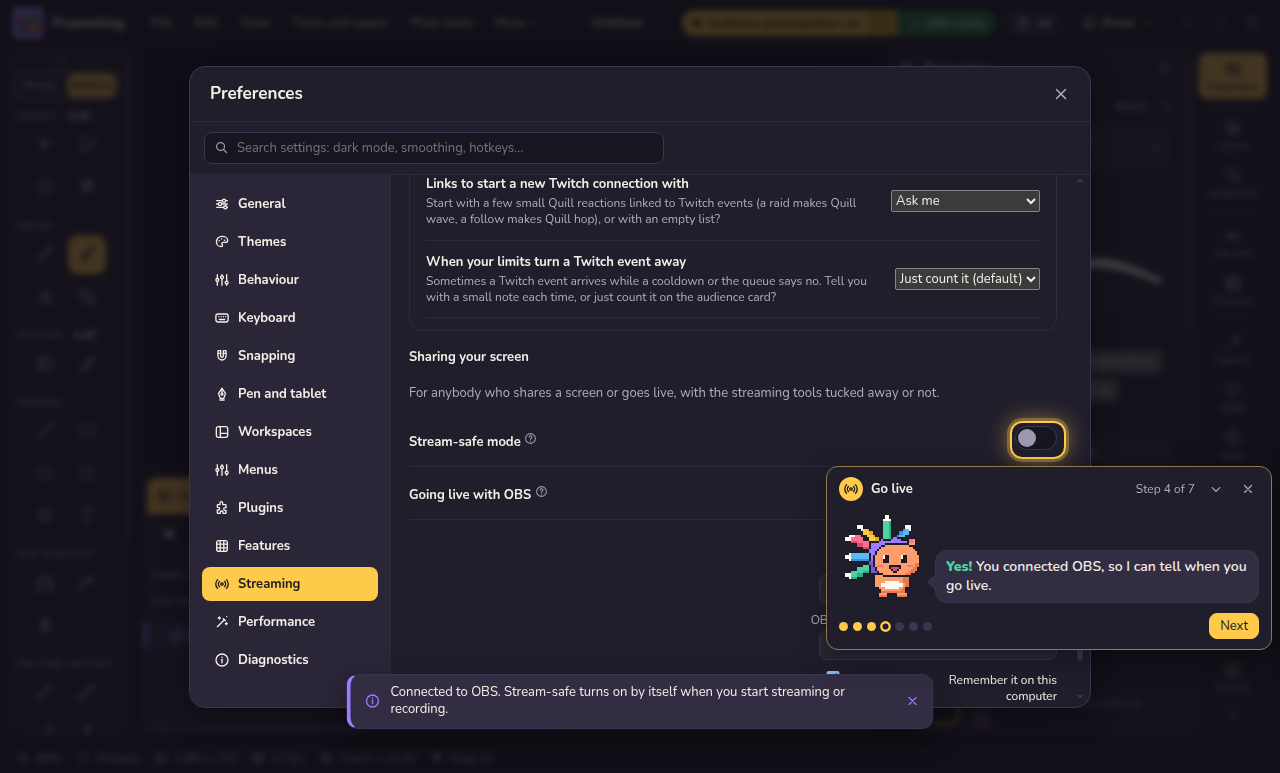 Preferences
Search settings: dark mode, smoothing, hotkeys...
General
Themes
Behaviour
Keyboard
Snapping
Pen and tablet
Workspaces
Menus
Plugins
Features
Streaming
Performance
Diagnostics
Links to start a new Twitch connection with
Start with a few small Quill reactions linked to Twitch events (a raid makes Quill
wave, a follow makes Quill hop), or with an empty list?
Ask me
When your limits turn a Twitch event away
Sometimes a Twitch event arrives while a cooldown or the queue says no. Tell you
with a small note each time, or just count it on the audience card?
Just count it (default)
Sharing your screen
For anybody who shares a screen or goes live, with the streaming tools tucked away or not.
Stream-safe mode
Going live with OBS
Go live
Step 4 of 7
Yes! You connected OBS, so I can tell when you
go live.
Next
Remember it on this
computer
Connected to OBS. Stream-safe turns on by itself when you start streaming or
recording.